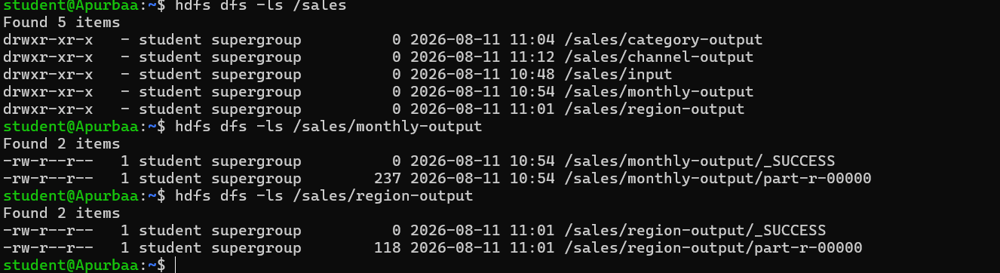 student@Apurbaa:~$ hdfs dfs -ls /sales
Found 5 items
drwxr-xr-x   - student supergroup          0 2026-08-11 11:04 /sales/category-output
drwxr-xr-x   - student supergroup          0 2026-08-11 11:12 /sales/channel-output
drwxr-xr-x   - student supergroup          0 2026-08-11 10:48 /sales/input
drwxr-xr-x   - student supergroup          0 2026-08-11 10:54 /sales/monthly-output
drwxr-xr-x   - student supergroup          0 2026-08-11 11:01 /sales/region-output
student@Apurbaa:~$ hdfs dfs -ls /sales/monthly-output
Found 2 items
-rw-r--r--   1 student supergroup          0 2026-08-11 10:54 /sales/monthly-output/_SUCCESS
-rw-r--r--   1 student supergroup        237 2026-08-11 10:54 /sales/monthly-output/part-r-00000
student@Apurbaa:~$ hdfs dfs -ls /sales/region-output
Found 2 items
-rw-r--r--   1 student supergroup          0 2026-08-11 11:01 /sales/region-output/_SUCCESS
-rw-r--r--   1 student supergroup        118 2026-08-11 11:01 /sales/region-output/part-r-00000
student@Apurbaa:~$